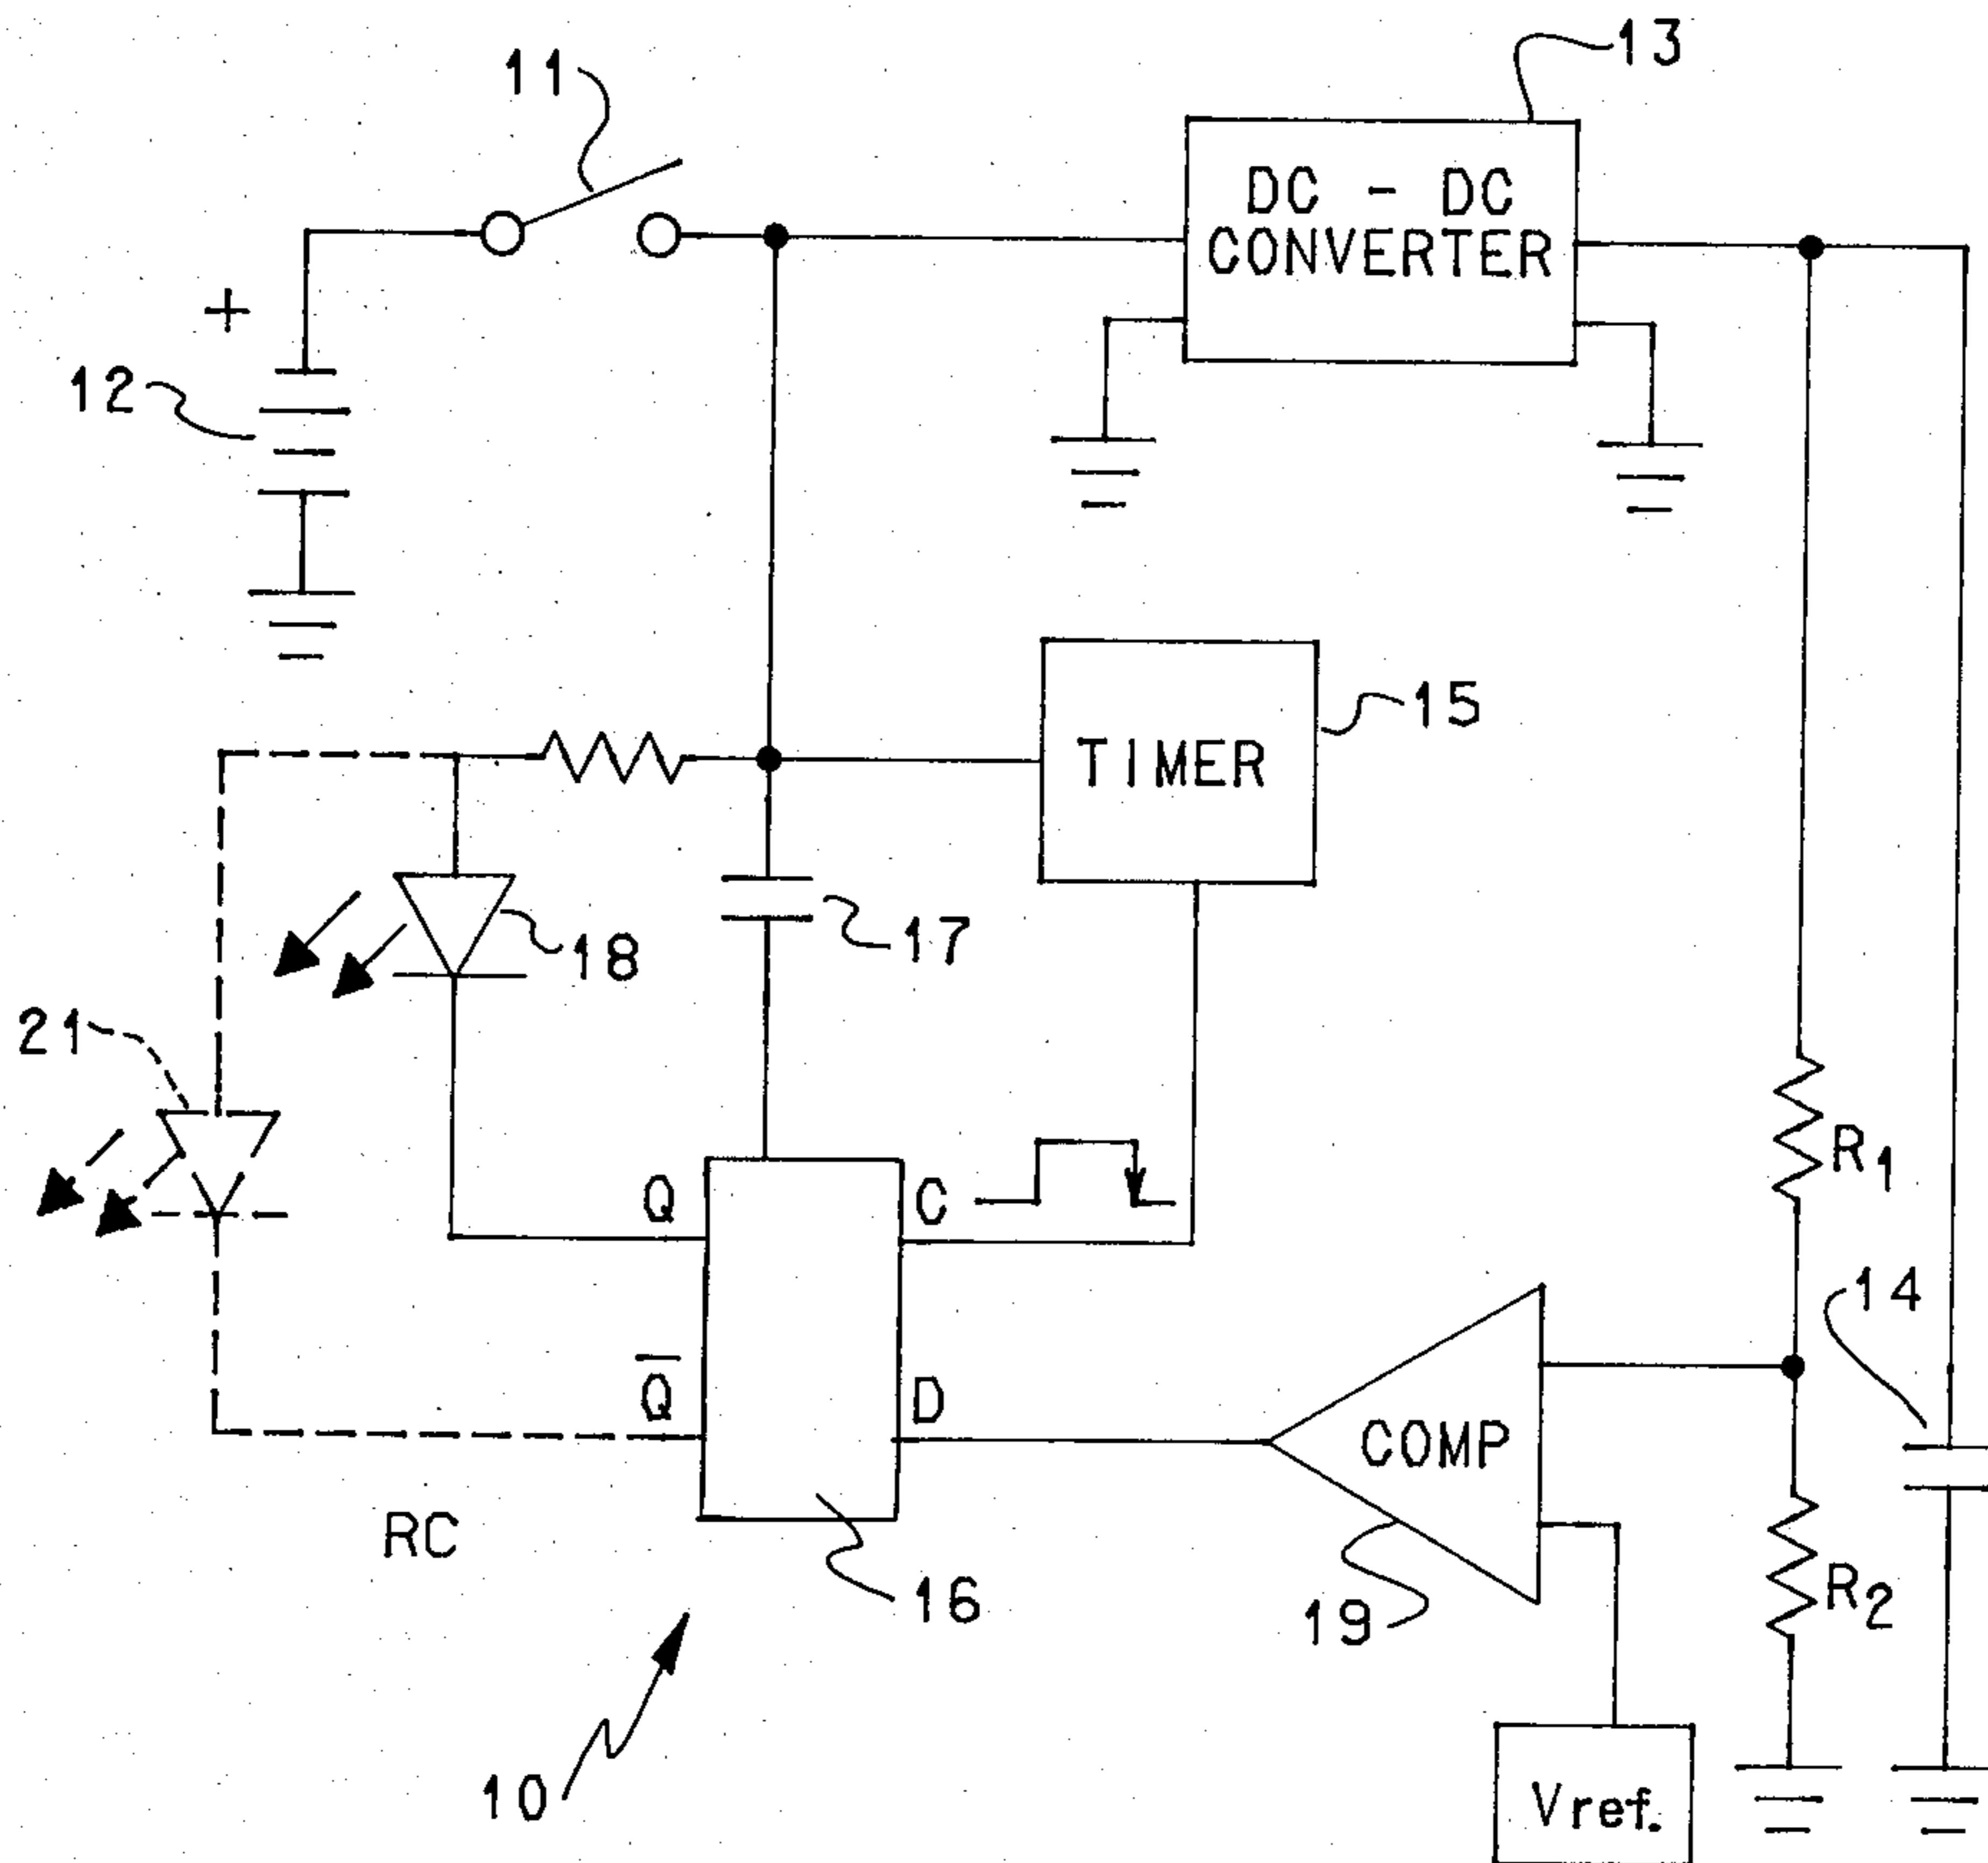 11
13
DC - DC
CONVERTER
+
12
15
TIMER
17
18
21
Q
C
R1
14
Q̅
D
COMP
RC
16
19
R2
10
Vref.